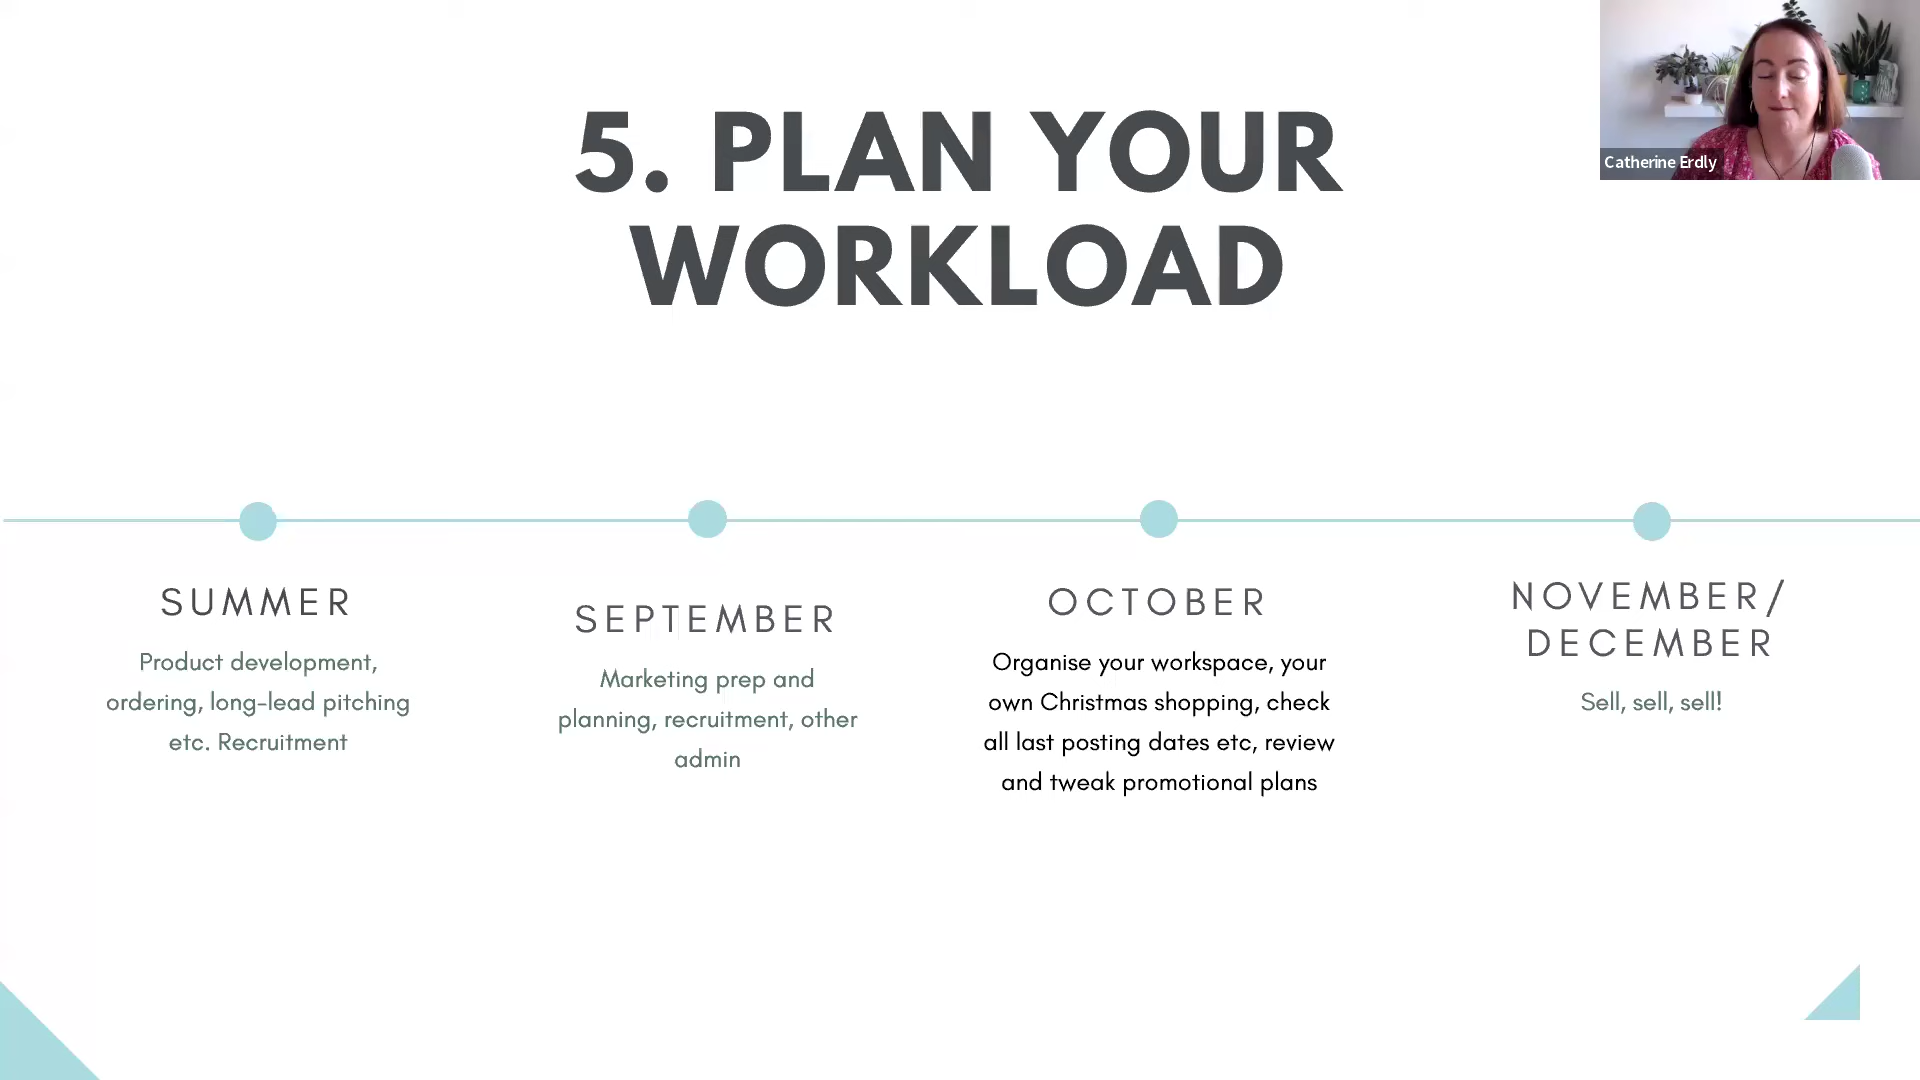 5. PLAN YOUR
WORKLOAD
Catherine Erdly
SUMMER
Product development,
ordering, long-lead pitching
etc. Recruitment
SEPTEMBER
Marketing prep and
planning, recruitment, other
admin
OCTOBER
Organise your workspace, your
own Christmas shopping, check
all last posting dates etc, review
and tweak promotional plans
NOVEMBER/
DECEMBER
Sell, sell, sell!